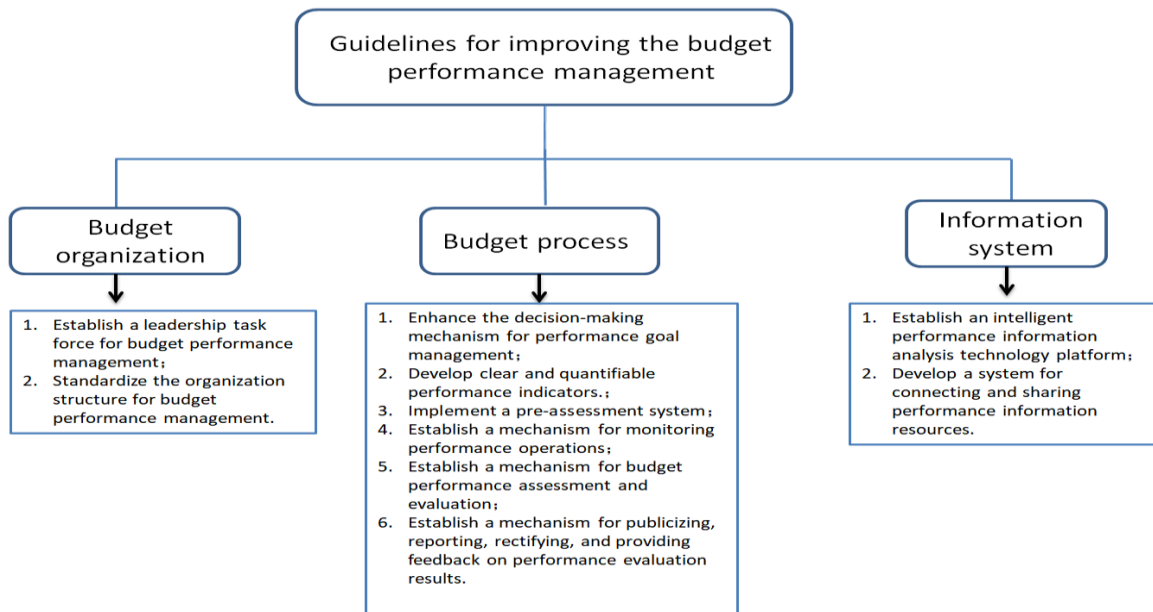 Guidelines for improving the budget
performance management
Budget
organization
Budget process
Information
system
1. Establish a leadership task
force for budget performance
management；
2. Standardize the organization
structure for budget
performance management.
1. Enhance the decision-making
mechanism for performance goal
management；
2. Develop clear and quantifiable
performance indicators.；
3. Implement a pre-assessment system；
4. Establish a mechanism for monitoring
performance operations；
5. Establish a mechanism for budget
performance assessment and
evaluation；
6. Establish a mechanism for publicizing,
reporting, rectifying, and providing
feedback on performance evaluation
results.
1. Establish an intelligent
performance information
analysis technology platform；
2. Develop a system for
connecting and sharing
performance information
resources.